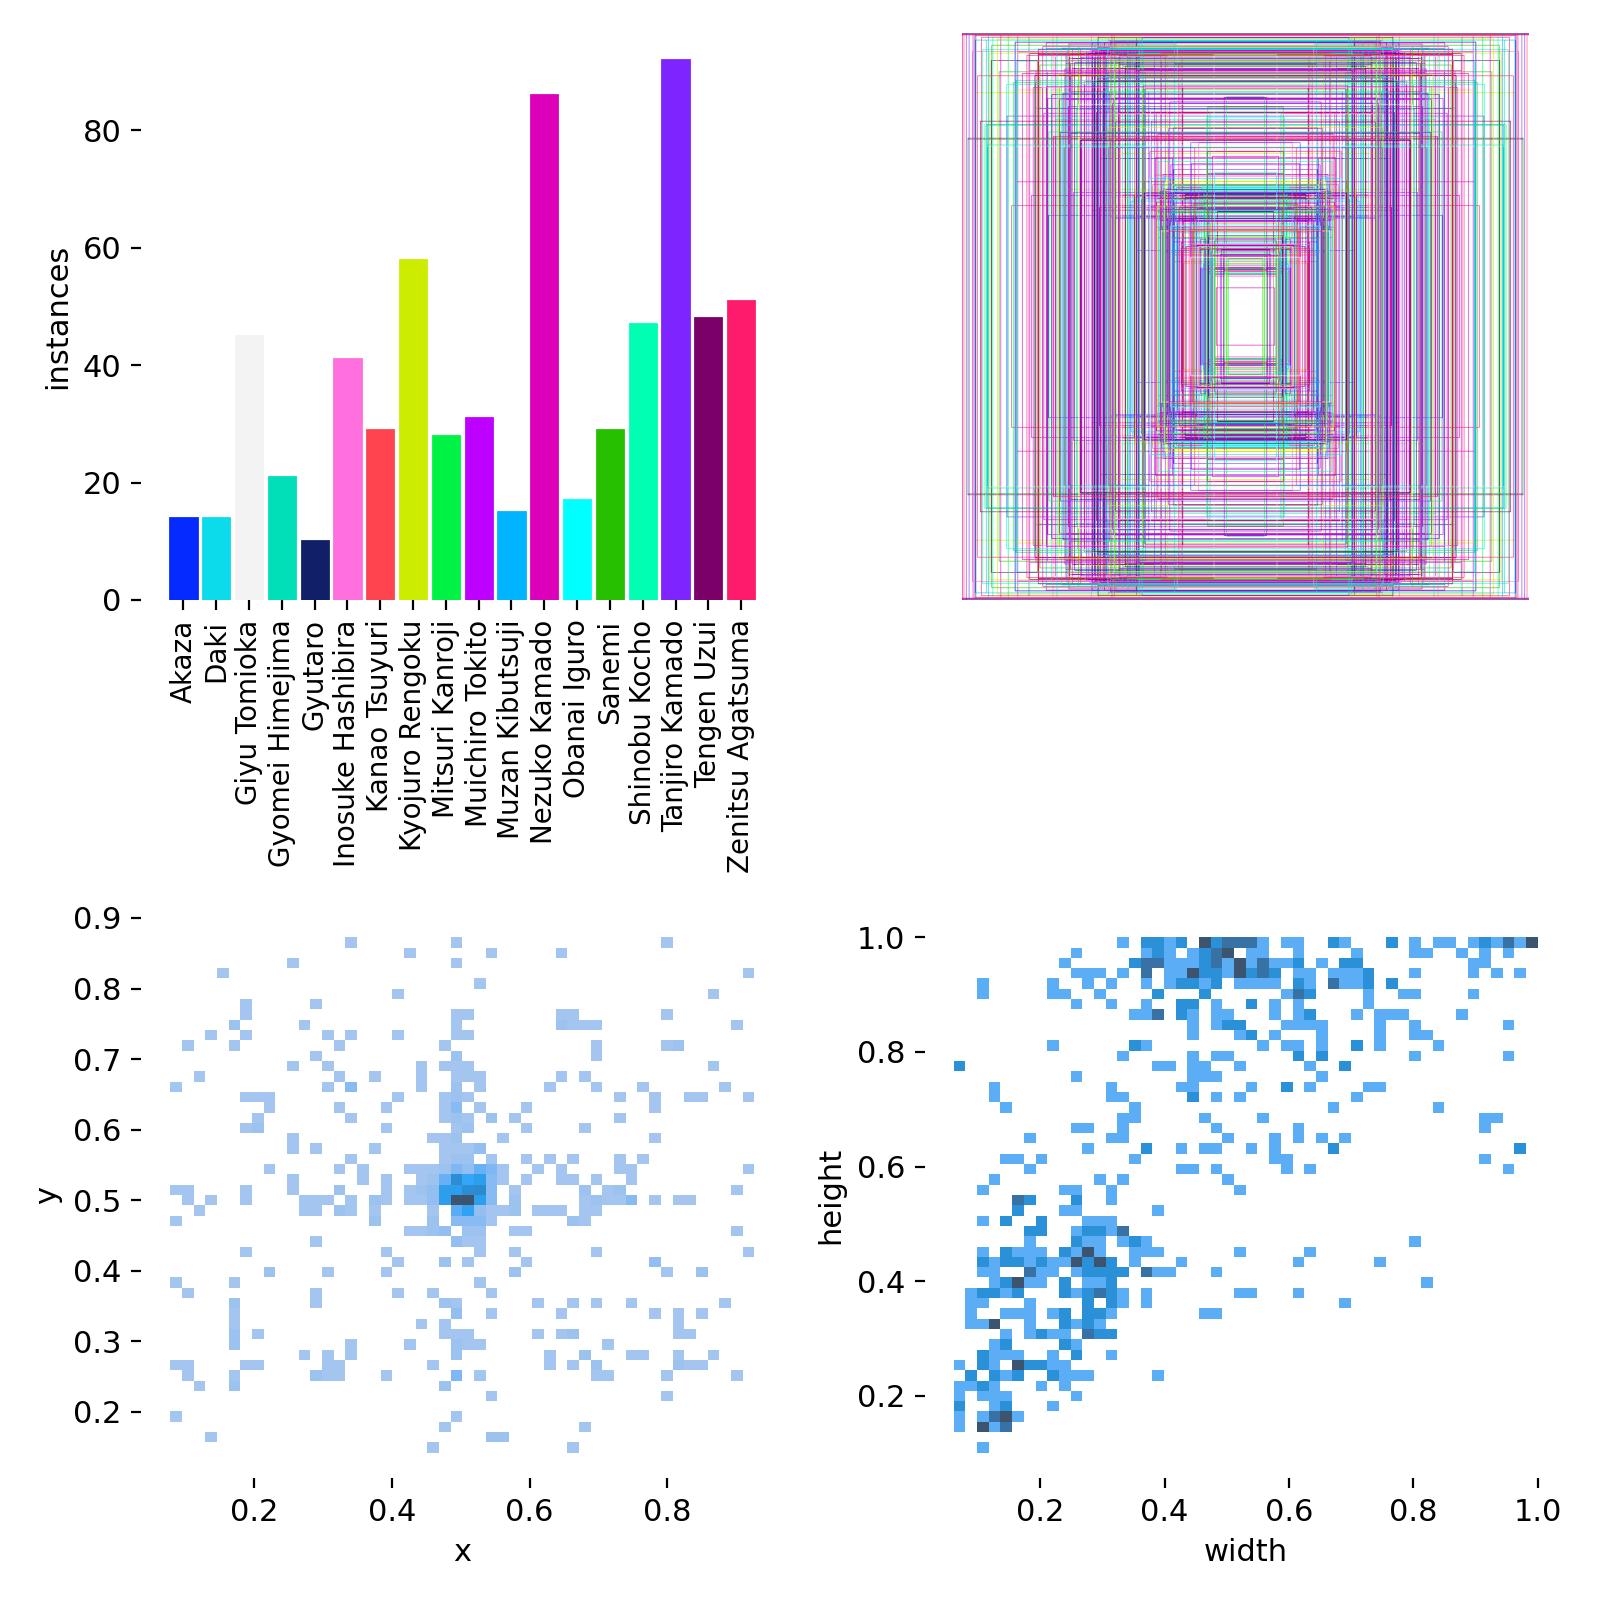 80
60
40
20
0
instances
Akaza
Daki
Giyu Tomioka
Gyomei Himejima
Gyutaro
Inosuke Hashibira
Kanao Tsuyuri
Kyojuro Rengoku
Mitsuri Kanroji
Muichiro Tokito
Muzan Kibutsuji
Nezuko Kamado
Obanai Iguro
Sanemi
Shinobu Kocho
Tanjiro Kamado
Tengen Uzui
Zenitsu Agatsuma
0.9
0.8
0.7
0.6
0.5
0.4
0.3
0.2
y
0.2 0.4 0.6 0.8
x
1.0
0.8
0.6
0.4
0.2
height
0.2 0.4 0.6 0.8 1.0
width